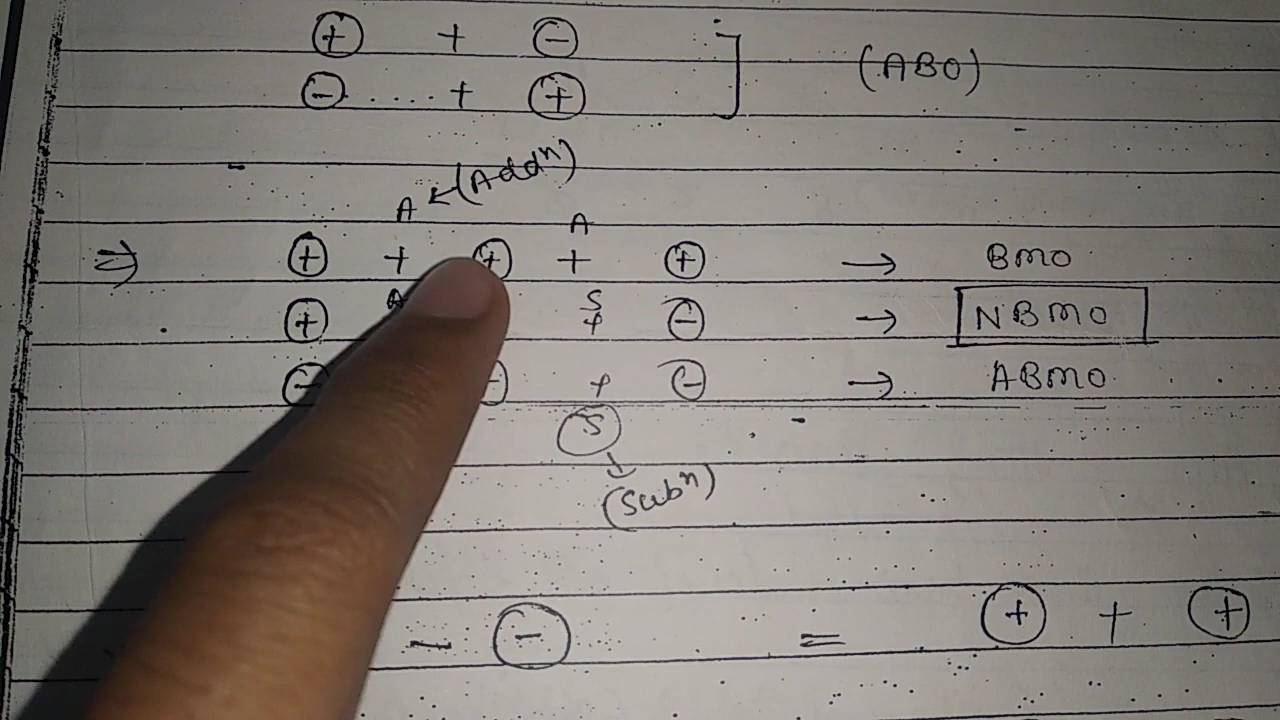 ⊕ + ⊖
⊖ ..... + ⊕ ] (ABO)
A ← (Addⁿ) A
⇒ ⊕ + ⊕ + ⊕ → BMO
A S
⊕ + ⊖ → NBMO
⊖ + ⊖ → ABMO
S
(Subⁿ)
− ⊖ = ⊕ + ⊕